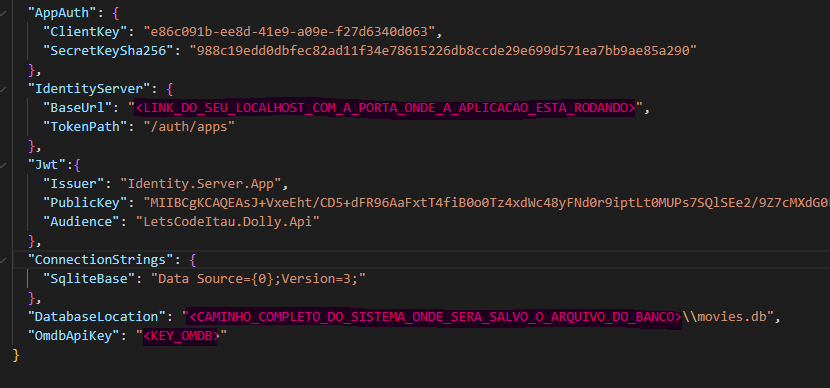 "AppAuth": {
"ClientKey": "e86c091b-ee8d-41e9-a09e-f27d6340d063",
"SecretKeySha256": "988c19edd0dbfec82ad11f34e78615226db8ccde29e699d571ea7bb9ae85a290"
},
"IdentityServer": {
"BaseUrl": "<LINK_DO_SEU_LOCALHOST_COM_A_PORTA_ONDE_A_APLICACAO_ESTA_RODANDO>",
"TokenPath": "/auth/apps"
},
"Jwt":{
"Issuer": "Identity.Server.App",
"PublicKey": "MIIBCgKCAQEAsJ+VxeEht/CD5+dFR96AaFxtT4fiB0o0Tz4xdWc48yFNd0r9iptLt0MUPs7SQlSEe2/9Z7cMXdG0
"Audience": "LetsCodeItau.Dolly.Api"
},
"ConnectionStrings": {
"SqliteBase": "Data Source={0};Version=3;"
},
"DatabaseLocation": "<CAMINHO_COMPLETO_DO_SISTEMA_ONDE_SERA_SALVO_O_ARQUIVO_DO_BANCO>\\movies.db",
"OmdbApiKey": "<KEY_OMDB>"
}